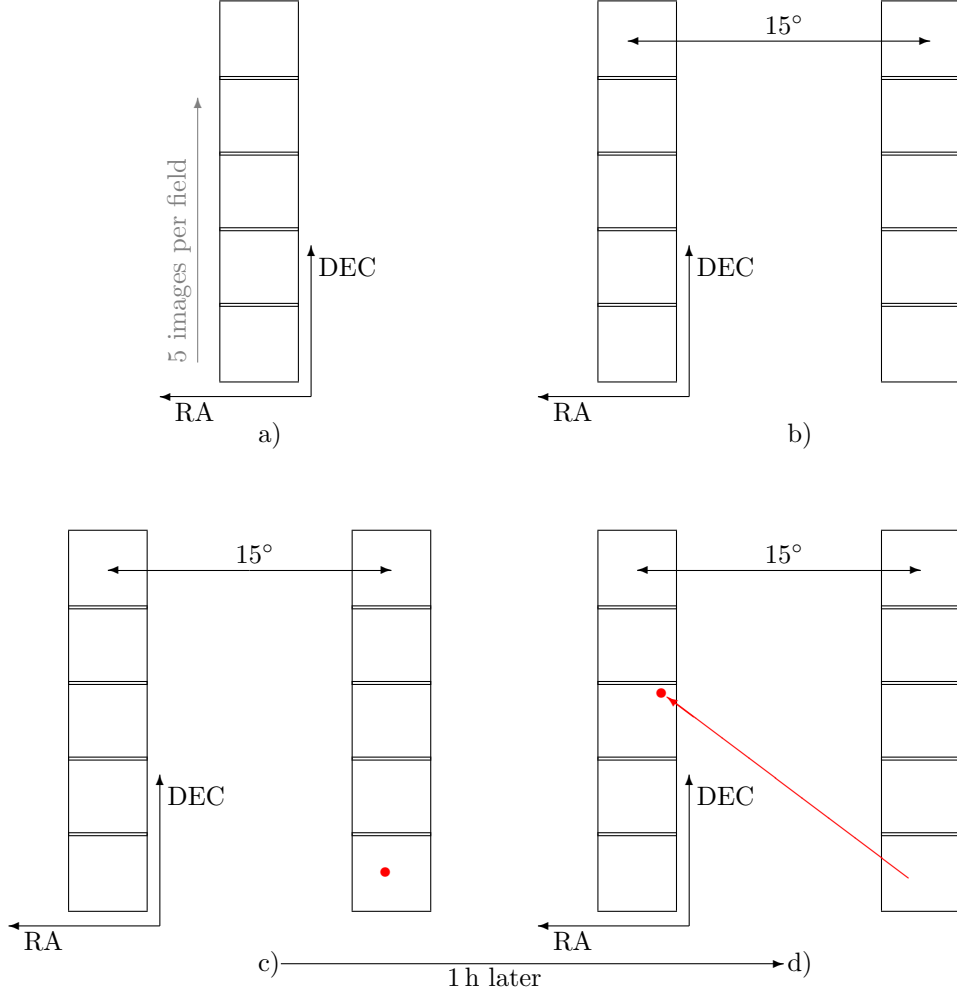 5 images per field
DEC
RA
a)
15°
DEC
RA
b)
15°
DEC
RA
c)
15°
DEC
RA
d)
1 h later